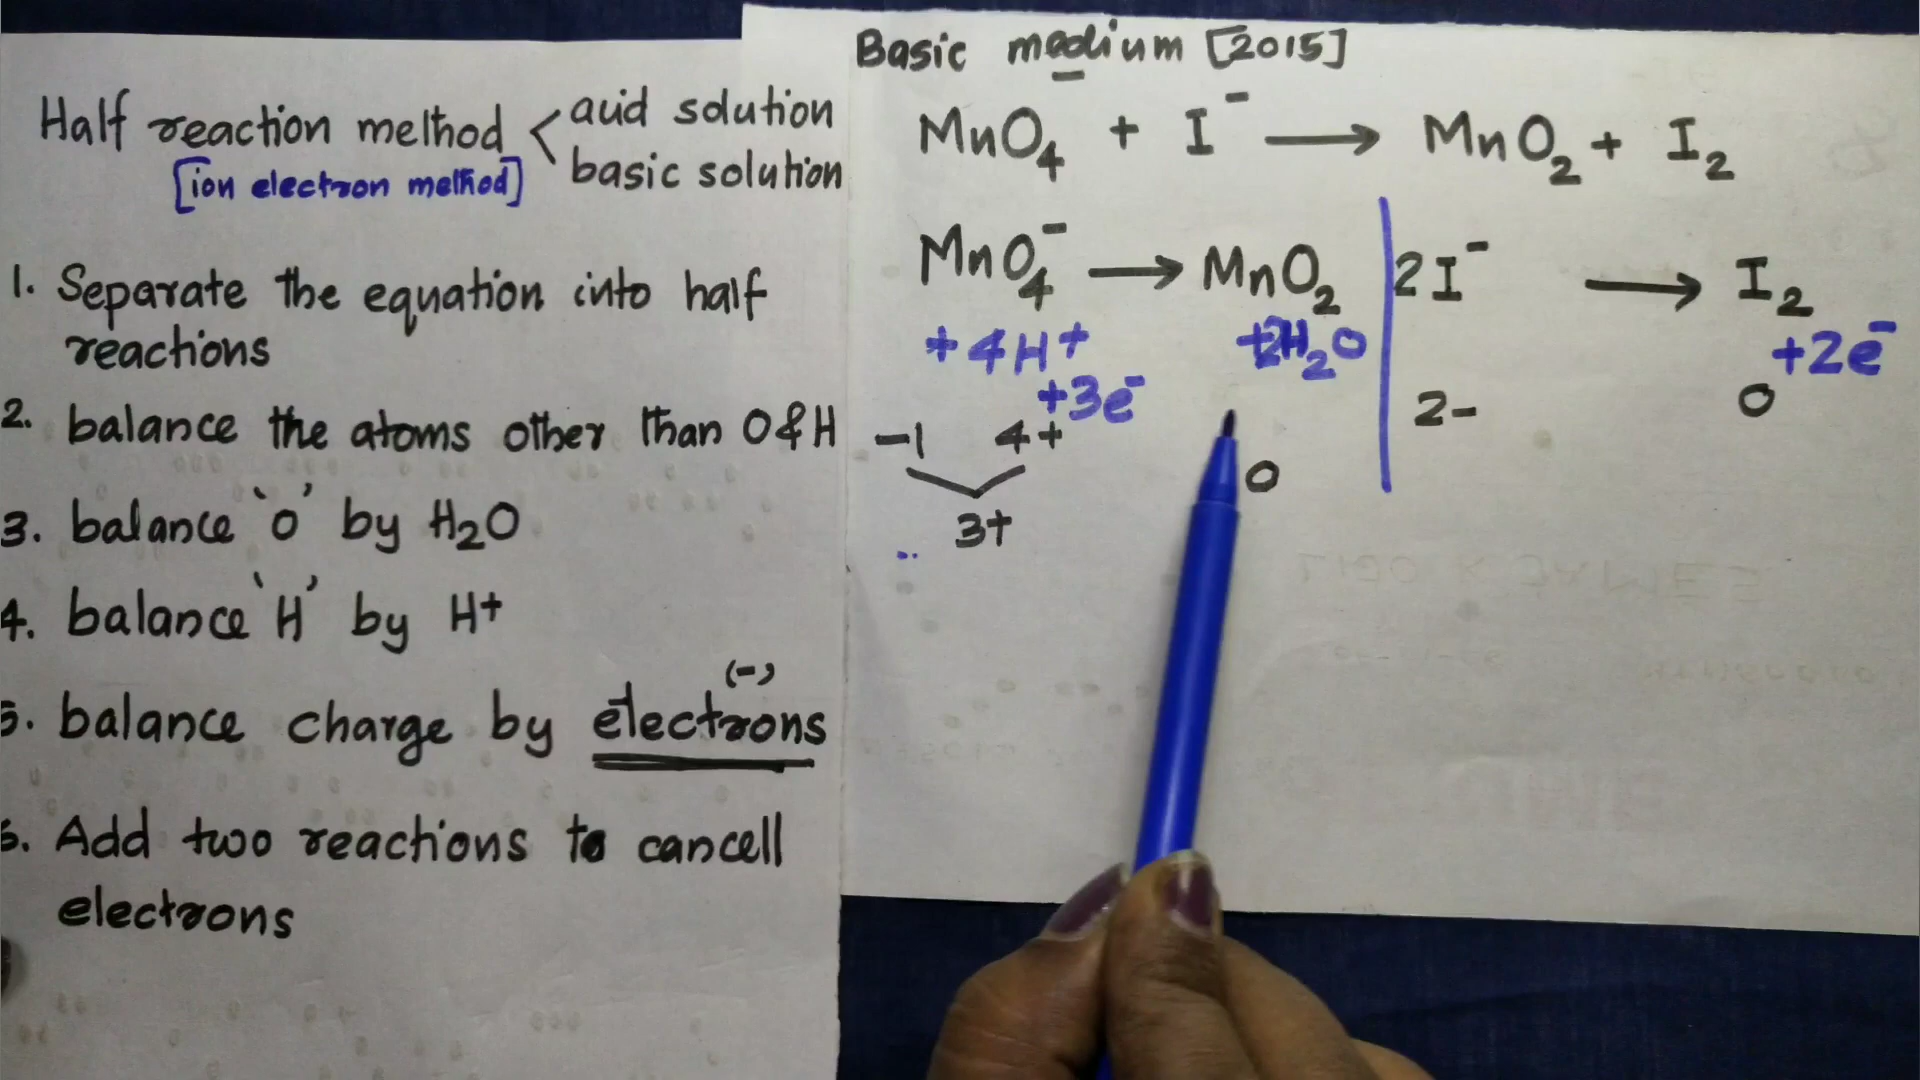 Half reaction method < acid solution
basic solution
[ion electron method]
1. Separate the equation into half
reactions
2. balance the atoms other than O & H
3. balance 'O' by H₂O
4. balance 'H' by H+
5. balance charge by electrons
(-)
6. Add two reactions to cancell
electrons
Basic medium [2015]
MnO₄⁻ + I⁻ → MnO₂ + I₂
MnO₄⁻ → MnO₂ | 2I⁻ → I₂
+4H+ +2H₂O +2e⁻
+3e⁻
-1 4+ 0 2- 0
3+